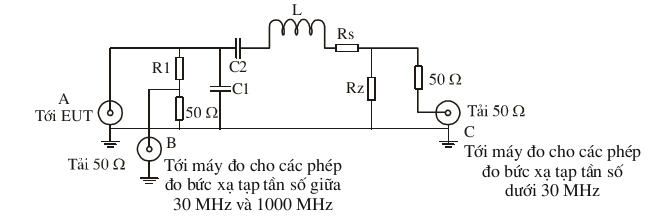 L
Rs
R1
C2
C1
Rz
50 Ω
50 Ω
A
Tới EUT
B
Tải 50 Ω
Tải 50 Ω
C
Tới máy đo cho các phép
đo bức xạ tạp tần số giữa
30 MHz và 1000 MHz
Tới máy đo cho các phép
đo bức xạ tạp tần số
dưới 30 MHz